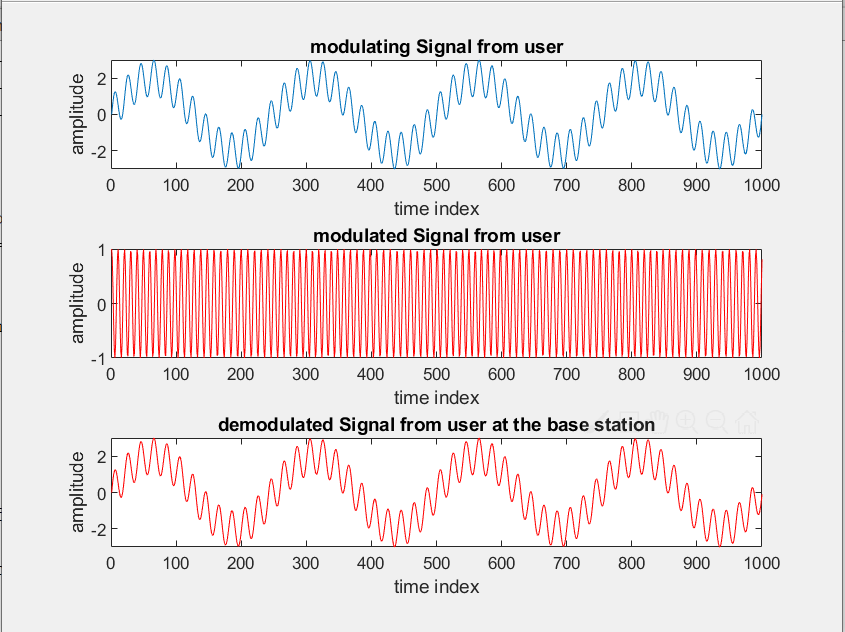 modulating Signal from user
amplitude
2
0
-2
0 100 200 300 400 500 600 700 800 900 1000
time index
modulated Signal from user
amplitude
1
0
-1
0 100 200 300 400 500 600 700 800 900 1000
time index
demodulated Signal from user at the base station
amplitude
2
0
-2
0 100 200 300 400 500 600 700 800 900 1000
time index